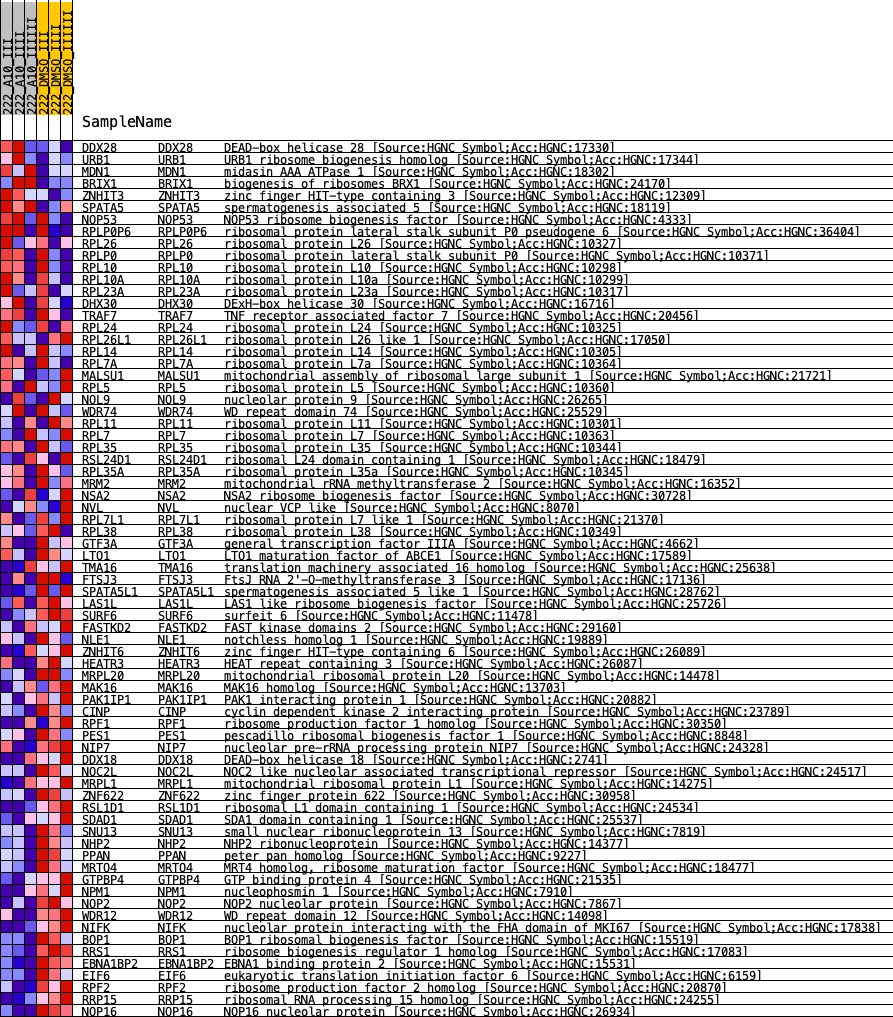 222_A10_III
222_A10_IIII
222_A10_IIIIII
222_DMSO_III
222_DMSO_IIII
222_DMSO_IIIIII
SampleName
DDX28 DDX28 DEAD-box helicase 28 [Source:HGNC Symbol;Acc:HGNC:17330]
URB1 URB1 URB1 ribosome biogenesis homolog [Source:HGNC Symbol;Acc:HGNC:17344]
MDN1 MDN1 midasin AAA ATPase 1 [Source:HGNC Symbol;Acc:HGNC:18302]
BRIX1 BRIX1 biogenesis of ribosomes BRX1 [Source:HGNC Symbol;Acc:HGNC:24170]
ZNHIT3 ZNHIT3 zinc finger HIT-type containing 3 [Source:HGNC Symbol;Acc:HGNC:12309]
SPATA5 SPATA5 spermatogenesis associated 5 [Source:HGNC Symbol;Acc:HGNC:18119]
NOP53 NOP53 NOP53 ribosome biogenesis factor [Source:HGNC Symbol;Acc:HGNC:4333]
RPLP0P6 RPLP0P6 ribosomal protein lateral stalk subunit P0 pseudogene 6 [Source:HGNC Symbol;Acc:HGNC:36404]
RPL26 RPL26 ribosomal protein L26 [Source:HGNC Symbol;Acc:HGNC:10327]
RPLP0 RPLP0 ribosomal protein lateral stalk subunit P0 [Source:HGNC Symbol;Acc:HGNC:10371]
RPL10 RPL10 ribosomal protein L10 [Source:HGNC Symbol;Acc:HGNC:10298]
RPL10A RPL10A ribosomal protein L10a [Source:HGNC Symbol;Acc:HGNC:10299]
RPL23A RPL23A ribosomal protein L23a [Source:HGNC Symbol;Acc:HGNC:10317]
DHX30 DHX30 DExH-box helicase 30 [Source:HGNC Symbol;Acc:HGNC:16716]
TRAF7 TRAF7 TNF receptor associated factor 7 [Source:HGNC Symbol;Acc:HGNC:20456]
RPL24 RPL24 ribosomal protein L24 [Source:HGNC Symbol;Acc:HGNC:10325]
RPL26L1 RPL26L1 ribosomal protein L26 like 1 [Source:HGNC Symbol;Acc:HGNC:17050]
RPL14 RPL14 ribosomal protein L14 [Source:HGNC Symbol;Acc:HGNC:10305]
RPL7A RPL7A ribosomal protein L7a [Source:HGNC Symbol;Acc:HGNC:10364]
MALSU1 MALSU1 mitochondrial assembly of ribosomal large subunit 1 [Source:HGNC Symbol;Acc:HGNC:21721]
RPL5 RPL5 ribosomal protein L5 [Source:HGNC Symbol;Acc:HGNC:10360]
NOL9 NOL9 nucleolar protein 9 [Source:HGNC Symbol;Acc:HGNC:26265]
WDR74 WDR74 WD repeat domain 74 [Source:HGNC Symbol;Acc:HGNC:25529]
RPL11 RPL11 ribosomal protein L11 [Source:HGNC Symbol;Acc:HGNC:10301]
RPL7 RPL7 ribosomal protein L7 [Source:HGNC Symbol;Acc:HGNC:10363]
RPL35 RPL35 ribosomal protein L35 [Source:HGNC Symbol;Acc:HGNC:10344]
RSL24D1 RSL24D1 ribosomal L24 domain containing 1 [Source:HGNC Symbol;Acc:HGNC:18479]
RPL35A RPL35A ribosomal protein L35a [Source:HGNC Symbol;Acc:HGNC:10345]
MRM2 MRM2 mitochondrial rRNA methyltransferase 2 [Source:HGNC Symbol;Acc:HGNC:16352]
NSA2 NSA2 NSA2 ribosome biogenesis factor [Source:HGNC Symbol;Acc:HGNC:30728]
NVL NVL nuclear VCP like [Source:HGNC Symbol;Acc:HGNC:8070]
RPL7L1 RPL7L1 ribosomal protein L7 like 1 [Source:HGNC Symbol;Acc:HGNC:21370]
RPL38 RPL38 ribosomal protein L38 [Source:HGNC Symbol;Acc:HGNC:10349]
GTF3A GTF3A general transcription factor IIIA [Source:HGNC Symbol;Acc:HGNC:4662]
LTO1 LTO1 LTO1 maturation factor of ABCE1 [Source:HGNC Symbol;Acc:HGNC:17589]
TMA16 TMA16 translation machinery associated 16 homolog [Source:HGNC Symbol;Acc:HGNC:25638]
FTSJ3 FTSJ3 FtsJ RNA 2'-O-methyltransferase 3 [Source:HGNC Symbol;Acc:HGNC:17136]
SPATA5L1 SPATA5L1 spermatogenesis associated 5 like 1 [Source:HGNC Symbol;Acc:HGNC:28762]
LAS1L LAS1L LAS1 like ribosome biogenesis factor [Source:HGNC Symbol;Acc:HGNC:25726]
SURF6 SURF6 surfeit 6 [Source:HGNC Symbol;Acc:HGNC:11478]
FASTKD2 FASTKD2 FAST kinase domains 2 [Source:HGNC Symbol;Acc:HGNC:29160]
NLE1 NLE1 notchless homolog 1 [Source:HGNC Symbol;Acc:HGNC:19889]
ZNHIT6 ZNHIT6 zinc finger HIT-type containing 6 [Source:HGNC Symbol;Acc:HGNC:26089]
HEATR3 HEATR3 HEAT repeat containing 3 [Source:HGNC Symbol;Acc:HGNC:26087]
MRPL20 MRPL20 mitochondrial ribosomal protein L20 [Source:HGNC Symbol;Acc:HGNC:14478]
MAK16 MAK16 MAK16 homolog [Source:HGNC Symbol;Acc:HGNC:13703]
PAK1IP1 PAK1IP1 PAK1 interacting protein 1 [Source:HGNC Symbol;Acc:HGNC:20882]
CINP CINP cyclin dependent kinase 2 interacting protein [Source:HGNC Symbol;Acc:HGNC:23789]
RPF1 RPF1 ribosome production factor 1 homolog [Source:HGNC Symbol;Acc:HGNC:30350]
PES1 PES1 pescadillo ribosomal biogenesis factor 1 [Source:HGNC Symbol;Acc:HGNC:8848]
NIP7 NIP7 nucleolar pre-rRNA processing protein NIP7 [Source:HGNC Symbol;Acc:HGNC:24328]
DDX18 DDX18 DEAD-box helicase 18 [Source:HGNC Symbol;Acc:HGNC:2741]
NOC2L NOC2L NOC2 like nucleolar associated transcriptional repressor [Source:HGNC Symbol;Acc:HGNC:24517]
MRPL1 MRPL1 mitochondrial ribosomal protein L1 [Source:HGNC Symbol;Acc:HGNC:14275]
ZNF622 ZNF622 zinc finger protein 622 [Source:HGNC Symbol;Acc:HGNC:30958]
RSL1D1 RSL1D1 ribosomal L1 domain containing 1 [Source:HGNC Symbol;Acc:HGNC:24534]
SDAD1 SDAD1 SDA1 domain containing 1 [Source:HGNC Symbol;Acc:HGNC:25537]
SNU13 SNU13 small nuclear ribonucleoprotein 13 [Source:HGNC Symbol;Acc:HGNC:7819]
NHP2 NHP2 NHP2 ribonucleoprotein [Source:HGNC Symbol;Acc:HGNC:14377]
PPAN PPAN peter pan homolog [Source:HGNC Symbol;Acc:HGNC:9227]
MRTO4 MRTO4 MRT4 homolog, ribosome maturation factor [Source:HGNC Symbol;Acc:HGNC:18477]
GTPBP4 GTPBP4 GTP binding protein 4 [Source:HGNC Symbol;Acc:HGNC:21535]
NPM1 NPM1 nucleophosmin 1 [Source:HGNC Symbol;Acc:HGNC:7910]
NOP2 NOP2 NOP2 nucleolar protein [Source:HGNC Symbol;Acc:HGNC:7867]
WDR12 WDR12 WD repeat domain 12 [Source:HGNC Symbol;Acc:HGNC:14098]
NIFK NIFK nucleolar protein interacting with the FHA domain of MKI67 [Source:HGNC Symbol;Acc:HGNC:17838]
BOP1 BOP1 BOP1 ribosomal biogenesis factor [Source:HGNC Symbol;Acc:HGNC:15519]
RRS1 RRS1 ribosome biogenesis regulator 1 homolog [Source:HGNC Symbol;Acc:HGNC:17083]
EBNA1BP2 EBNA1BP2 EBNA1 binding protein 2 [Source:HGNC Symbol;Acc:HGNC:15531]
EIF6 EIF6 eukaryotic translation initiation factor 6 [Source:HGNC Symbol;Acc:HGNC:6159]
RPF2 RPF2 ribosome production factor 2 homolog [Source:HGNC Symbol;Acc:HGNC:20870]
RRP15 RRP15 ribosomal RNA processing 15 homolog [Source:HGNC Symbol;Acc:HGNC:24255]
NOP16 NOP16 NOP16 nucleolar protein [Source:HGNC Symbol;Acc:HGNC:26934]